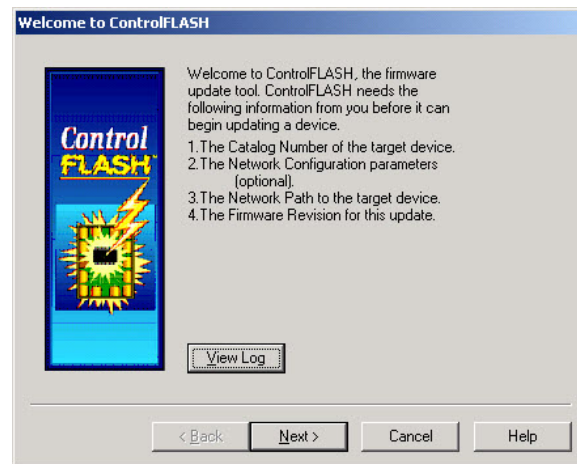 Welcome to ControlFLASH
Welcome to ControlFLASH, the firmware
update tool. ControlFLASH needs the
following information from you before it can
begin updating a device.
1.The Catalog Number of the target device.
2.The Network Configuration parameters
(optional).
3.The Network Path to the target device.
4.The Firmware Revision for this update.
Control
FLASH
View Log
< Back
Next >
Cancel
Help